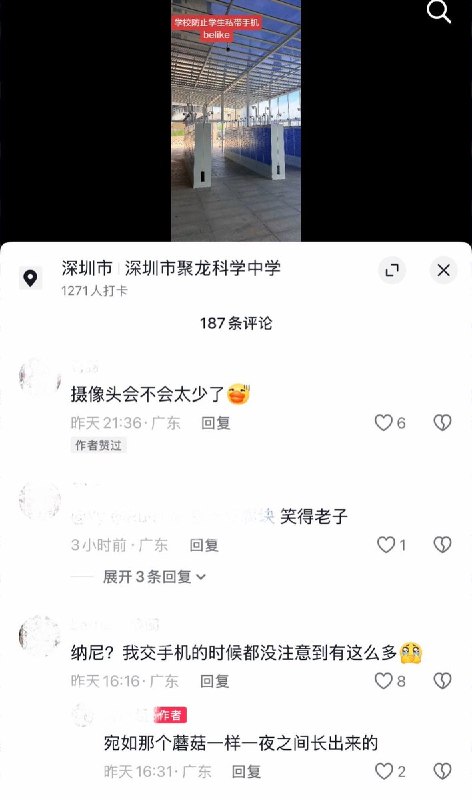 学校防止学生私带手机
belike
深圳市 深圳市聚龙科学中学
1271人打卡
187条评论
摄像头会不会太少了
昨天 21:36 · 广东 回复
6
作者赞过
笑得老子
3小时前 · 广东 回复
1
展开3条回复
纳尼？我交手机的时候都没注意到有这么多
昨天 16:16 · 广东 回复
8
作者
宛如那个蘑菇一样一夜之间长出来的
昨天 16:31 · 广东 回复
2